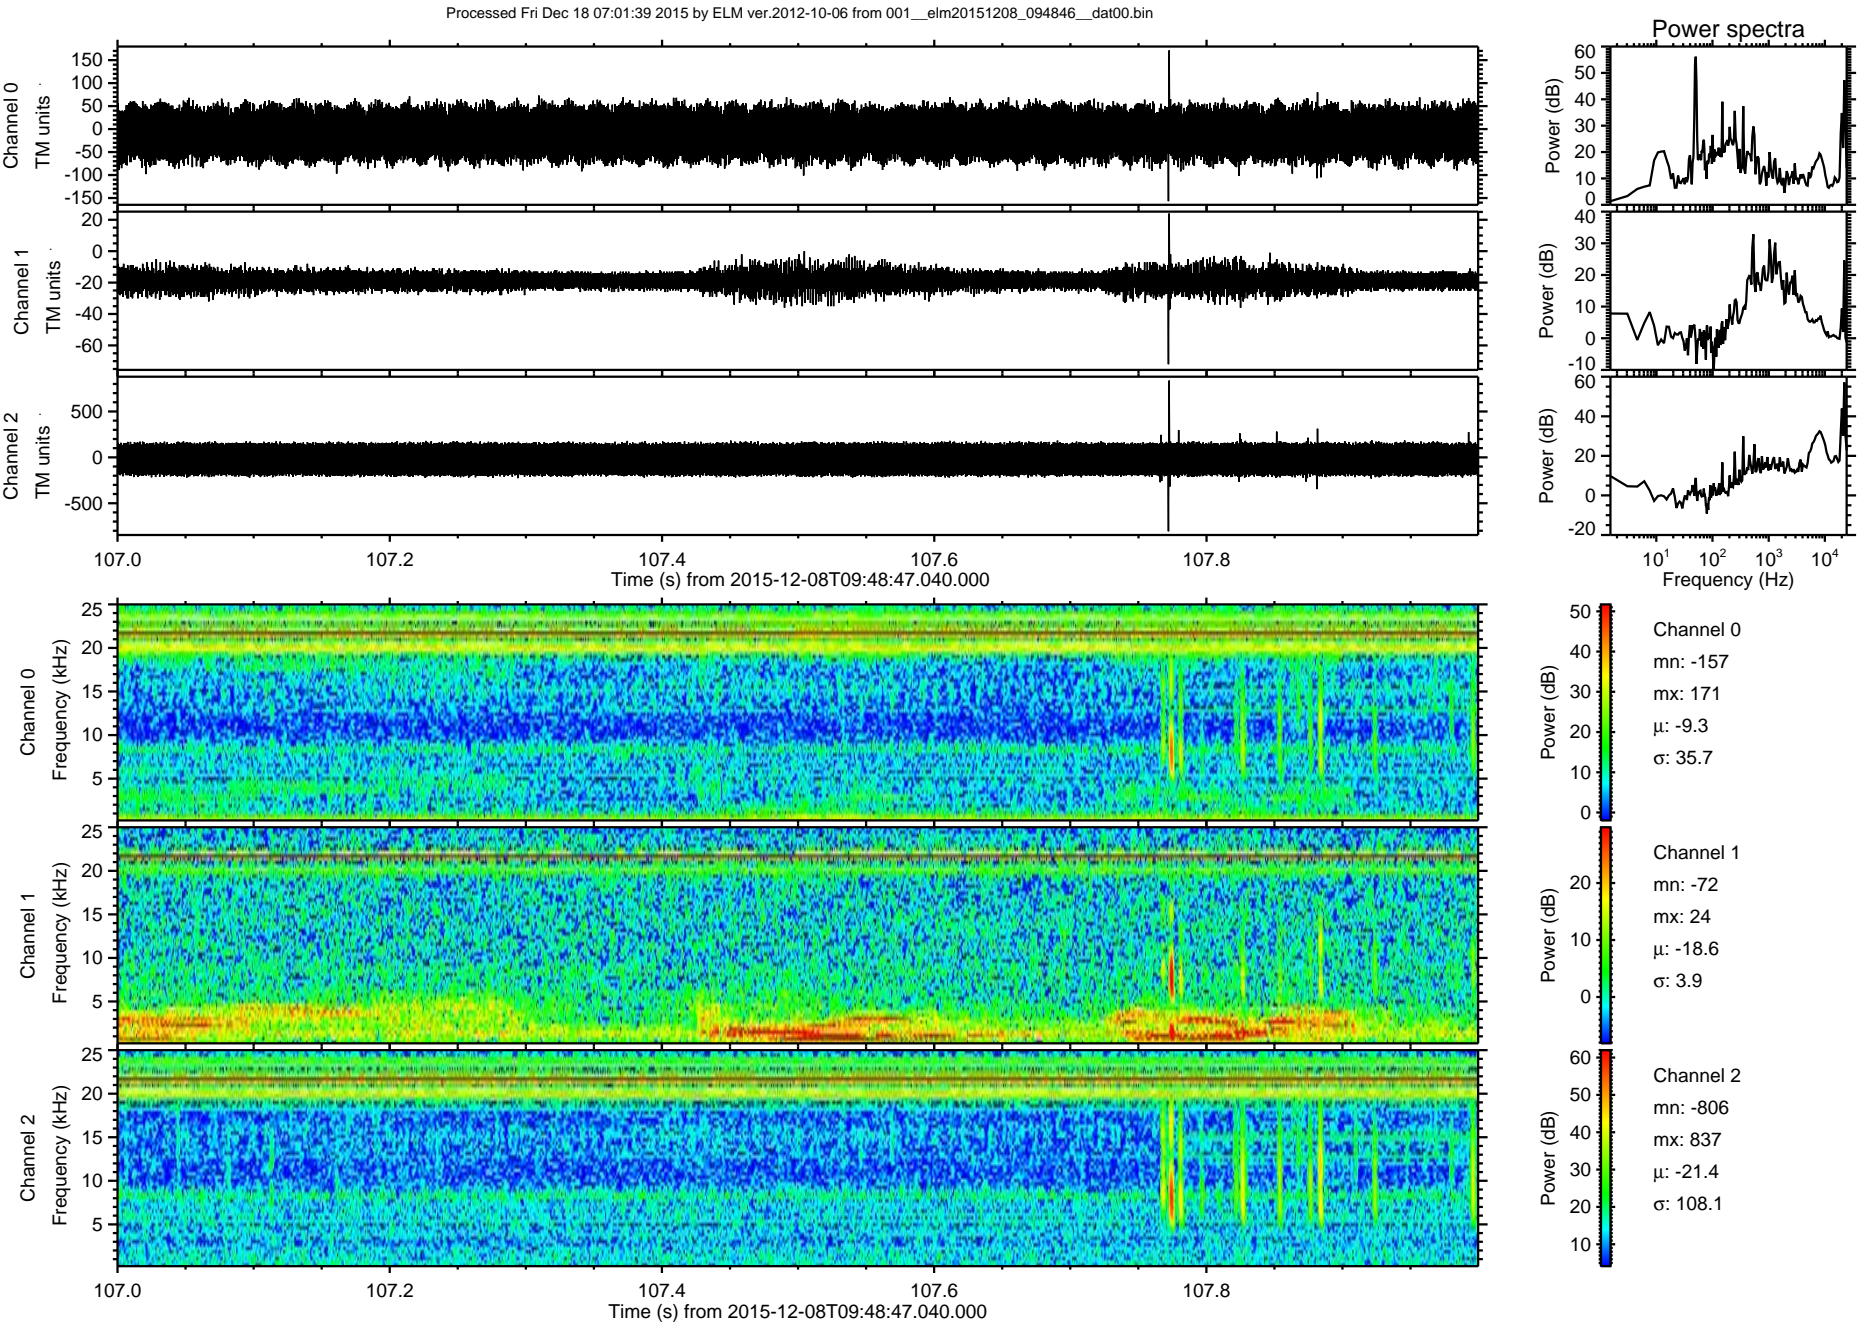 Processed Fri Dec 18 07:01:39 2015 by ELM ver.2012-10-06 from 001__elm20151208_094846__dat00.bin
Power spectra
Channel 0
TM units
150
100
50
0
-50
-100
-150
Power (dB)
60
50
40
30
20
10
0
Channel 1
TM units
20
0
-20
-40
-60
Power (dB)
40
30
20
10
0
-10
Channel 2
TM units
500
0
-500
Power (dB)
60
40
20
0
-20
107.0 107.2 107.4 107.6 107.8
Time (s) from 2015-12-08T09:48:47.040.000
10¹ 10² 10³ 10⁴
Frequency (Hz)
Channel 0
Frequency (kHz)
25
20
15
10
5
Power (dB)
50
40
30
20
10
0
Channel 0
mn: -157
mx: 171
μ: -9.3
σ: 35.7
Channel 1
Frequency (kHz)
25
20
15
10
5
Power (dB)
20
10
0
Channel 1
mn: -72
mx: 24
μ: -18.6
σ: 3.9
Channel 2
Frequency (kHz)
25
20
15
10
5
Power (dB)
60
50
40
30
20
10
Channel 2
mn: -806
mx: 837
μ: -21.4
σ: 108.1
107.0 107.2 107.4 107.6 107.8
Time (s) from 2015-12-08T09:48:47.040.000